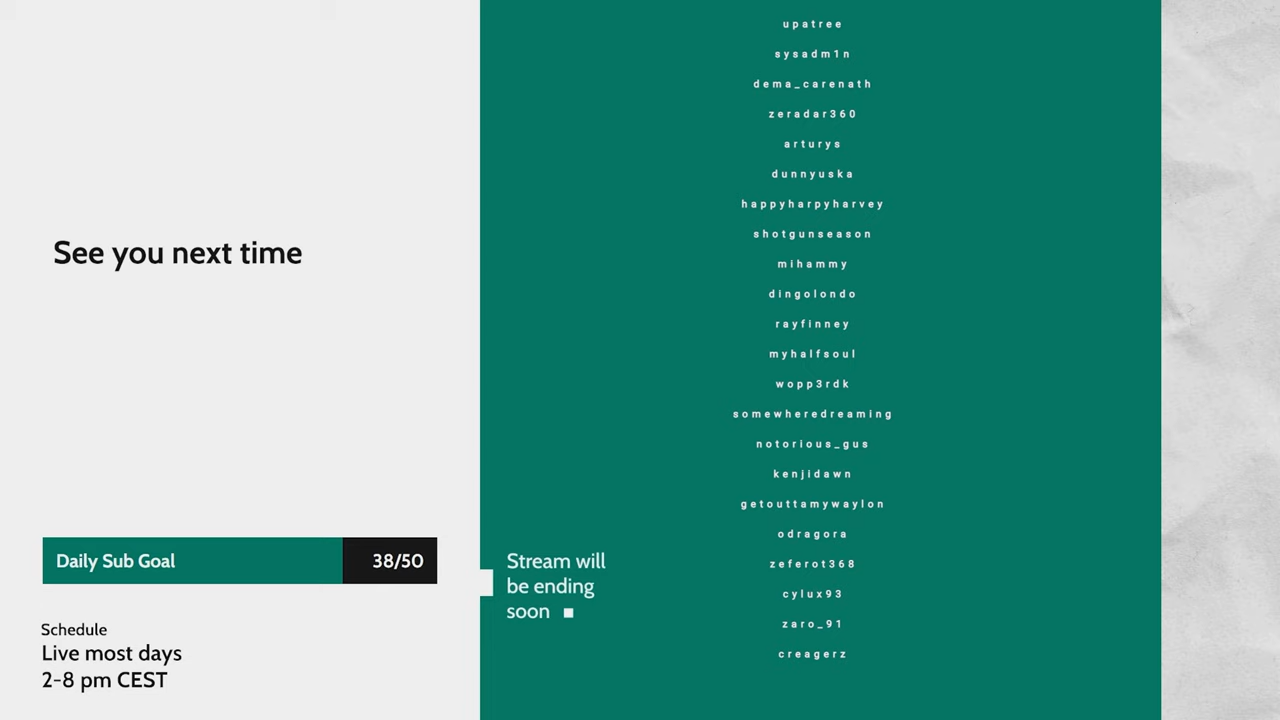 See you next time
Daily Sub Goal 38/50
Schedule
Live most days
2-8 pm CEST
Stream will
be ending
soon
upatree
sysadm1n
dema_carenath
zeradar360
arturys
dunnyuska
happyharpyharvey
shotgunseason
mihammy
dingolondo
rayfinney
myhalfsoul
wopp3rdk
somewheredreaming
notorious_gus
kenjidawn
getouttamywaylon
odragora
zeferot368
cylux93
zaro_91
creagerz